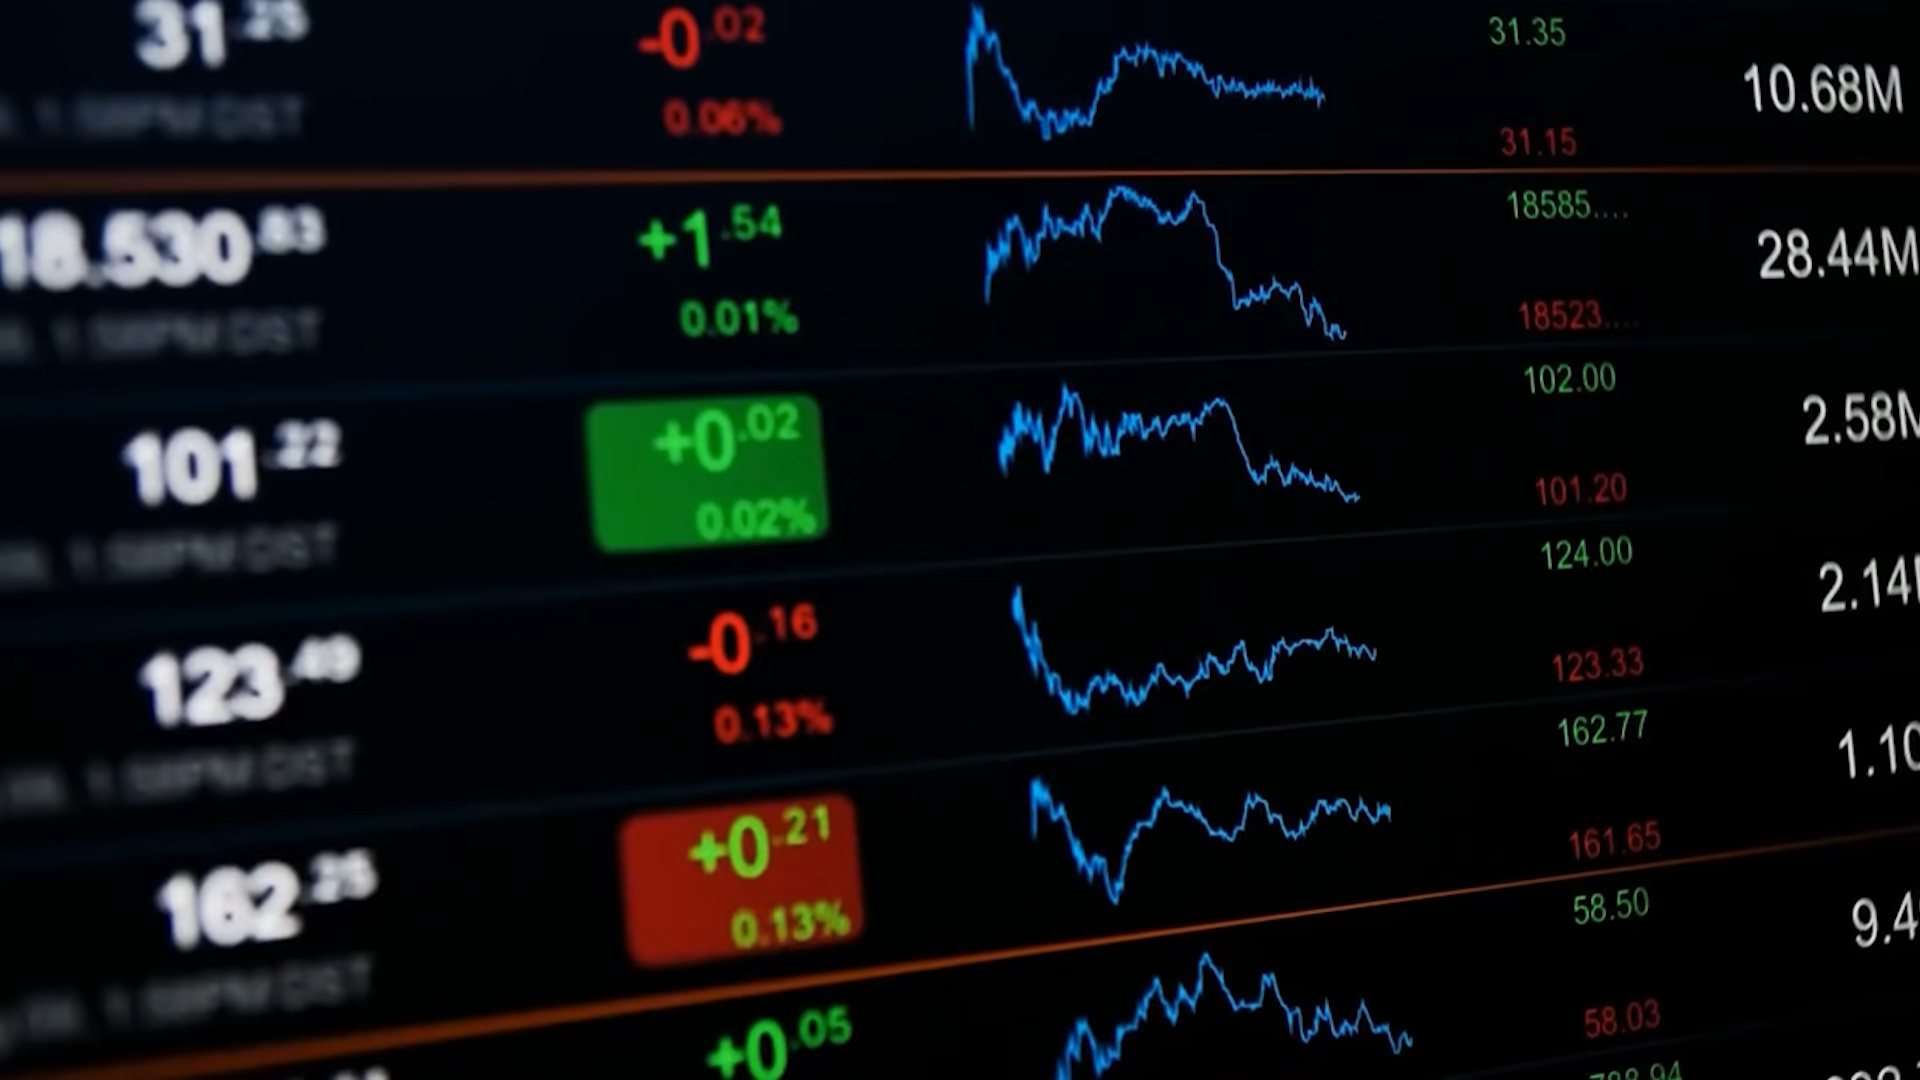 31.25 -0.02 31.35
0.06% 10.68M
31.15
18.530.83 +1.54 18585....
0.01% 28.44M
18523....
101.22 +0.02 102.00
0.02% 2.58M
101.20
123.49 -0.16 124.00
0.13% 2.14
123.33
162.25 +0.21 162.77
0.13% 1.10
161.65
+0.05 58.50
9.4
58.03